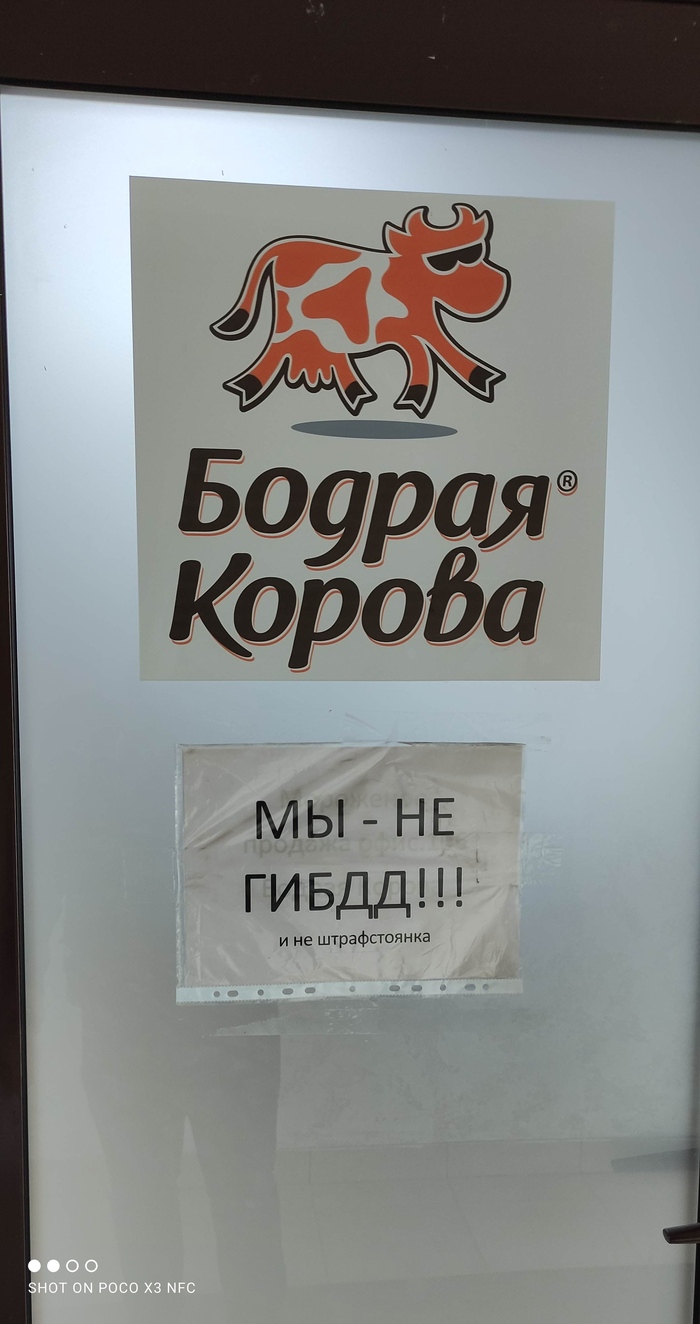 Бодрая®
Корова
МЫ - НЕ
ГИБДД!!!
и не штрафстоянка
SHOT ON POCO X3 NFC